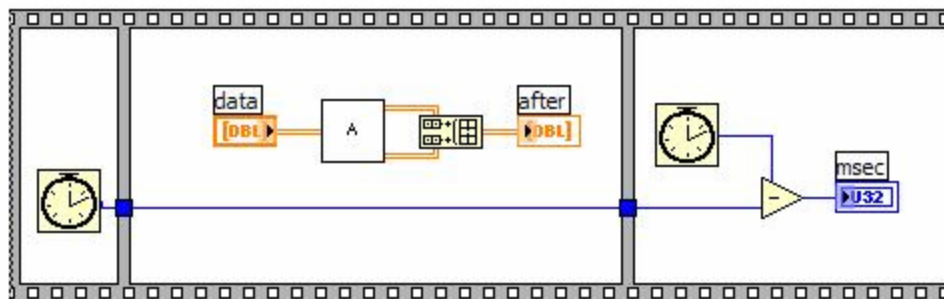 data
[DBL]
A
after
DBL]
msec
U32
-